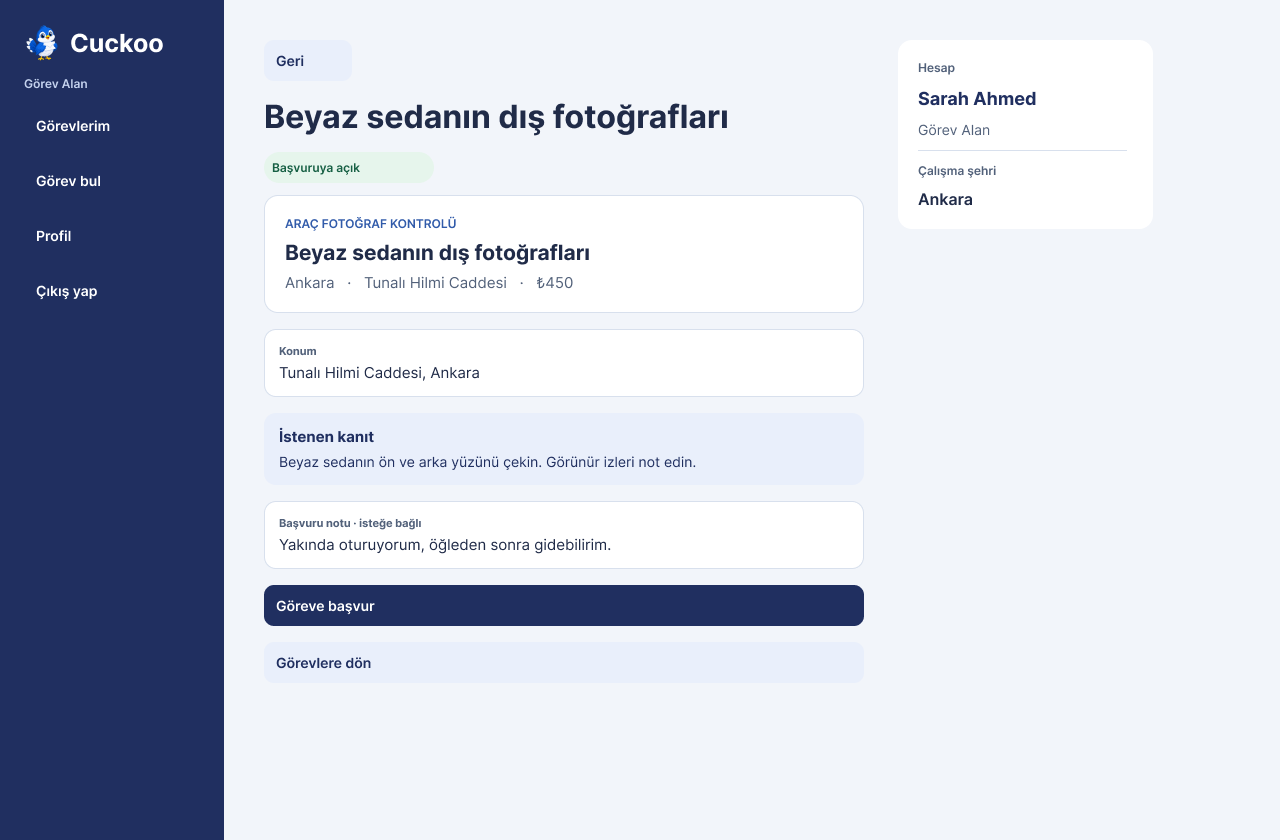 Cuckoo
Görev Alan
Görevlerim
Görev bul
Profil
Çıkış yap
Geri
Beyaz sedanın dış fotoğrafları
Başvuruya açık
ARAÇ FOTOĞRAF KONTROLÜ
Beyaz sedanın dış fotoğrafları
Ankara · Tunalı Hilmi Caddesi · ₺450
Konum
Tunalı Hilmi Caddesi, Ankara
İstenen kanıt
Beyaz sedanın ön ve arka yüzünü çekin. Görünür izleri not edin.
Başvuru notu · isteğe bağlı
Yakında oturuyorum, öğleden sonra gidebilirim.
Göreve başvur
Görevlere dön
Hesap
Sarah Ahmed
Görev Alan
Çalışma şehri
Ankara